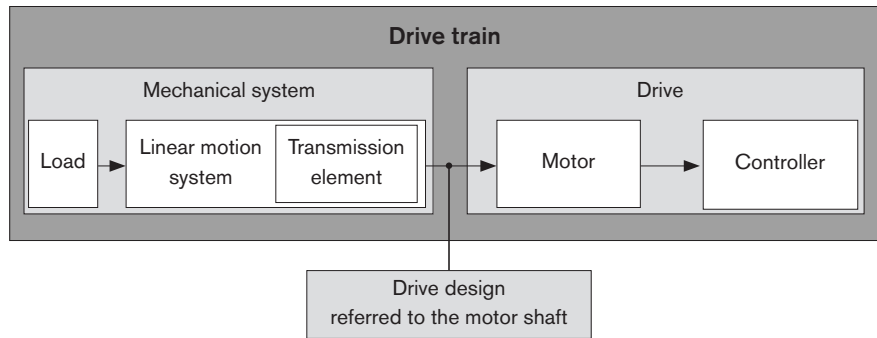 Drive train
Mechanical system
Drive
Load
Linear motion
system
Transmission
element
Motor
Controller
Drive design
referred to the motor shaft